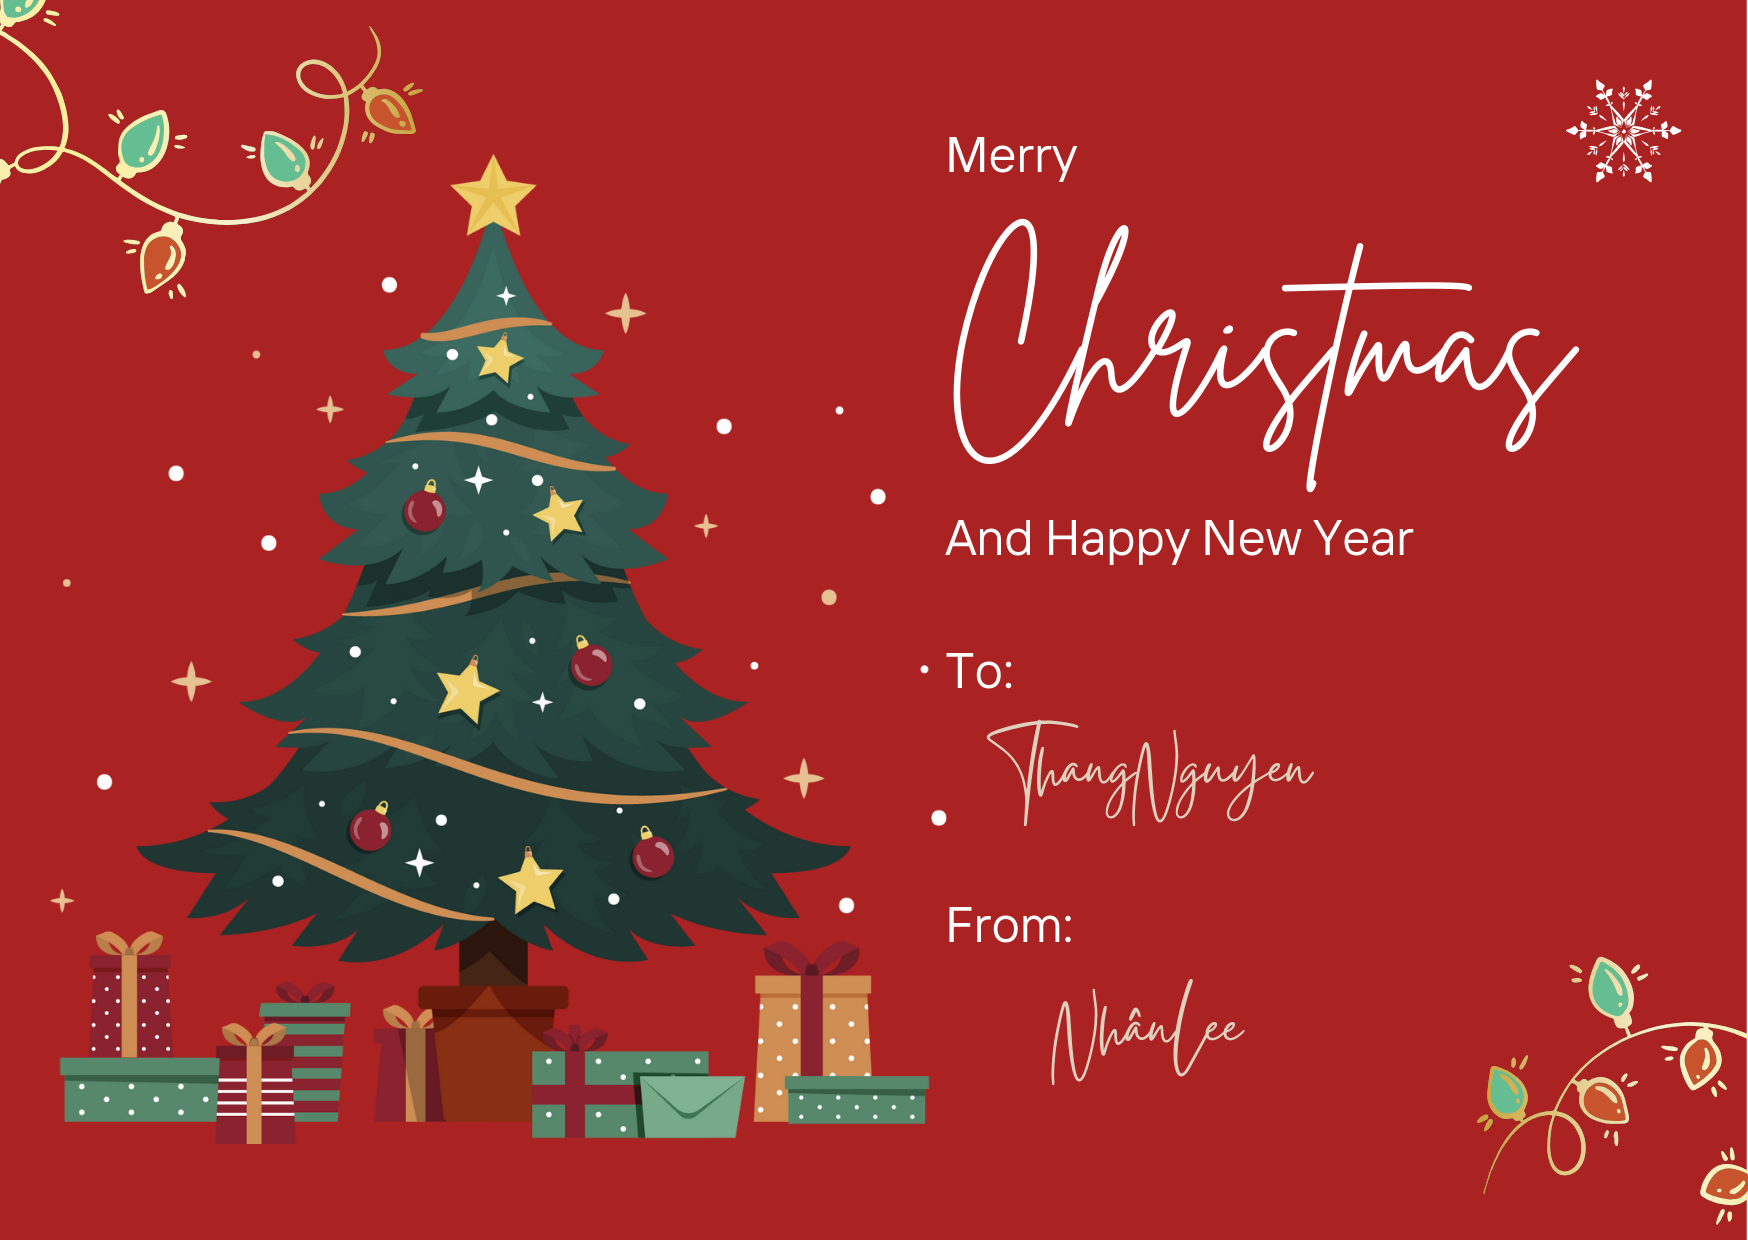 Merry
Christmas
And Happy New Year
To:
ThangNguyen
From:
NhânLee